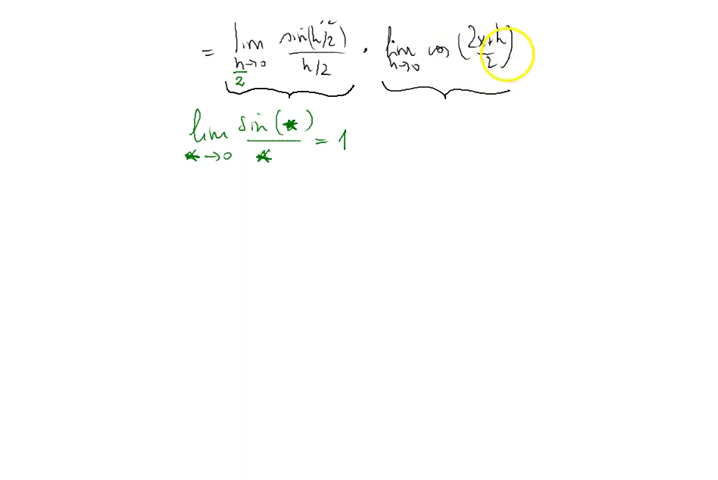 = lim h→0 sin(h/2) / h/2 · lim h→0 cos (2x+h / 2)
2
lim *→0 sin(*) / * = 1